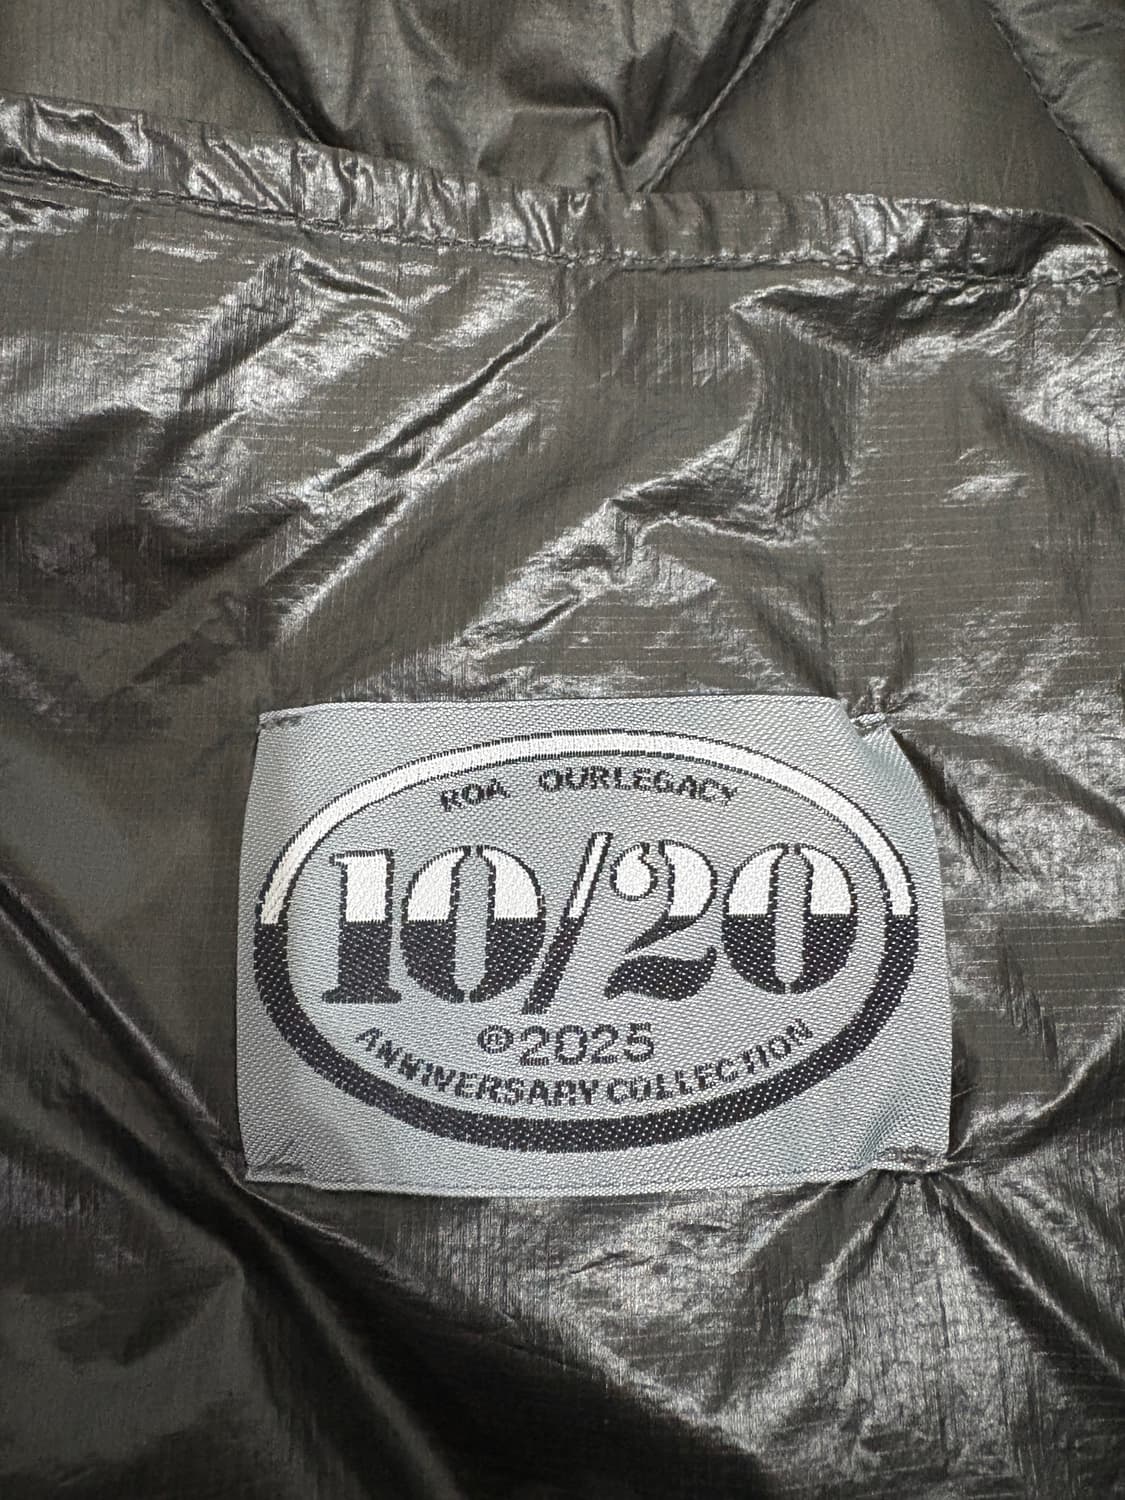 ROA OURLEGACY
10/20
®2025
ANNIVERSARY COLLECTION